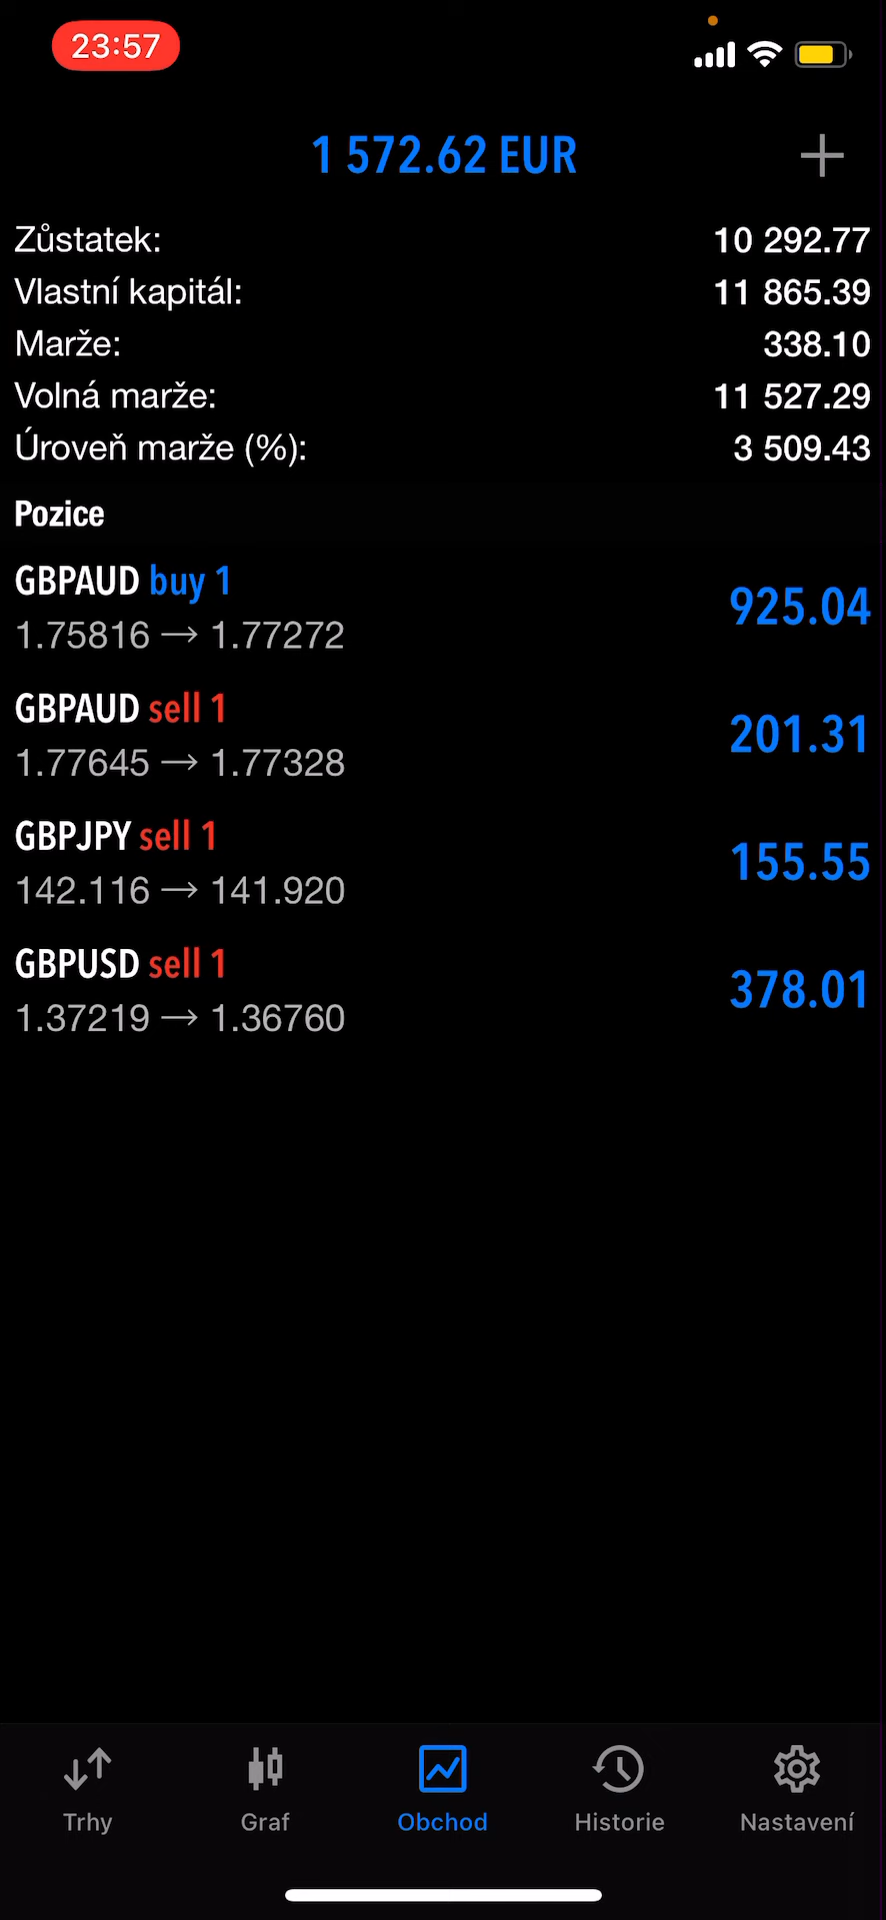 23:57
1 572.62 EUR
Zůstatek: 10 292.77
Vlastní kapitál: 11 865.39
Marže: 338.10
Volná marže: 11 527.29
Úroveň marže (%): 3 509.43
Pozice
GBPAUD buy 1
1.75816 → 1.77272
925.04
GBPAUD sell 1
1.77645 → 1.77328
201.31
GBPJPY sell 1
142.116 → 141.920
155.55
GBPUSD sell 1
1.37219 → 1.36760
378.01
Trhy Graf Obchod Historie Nastavení